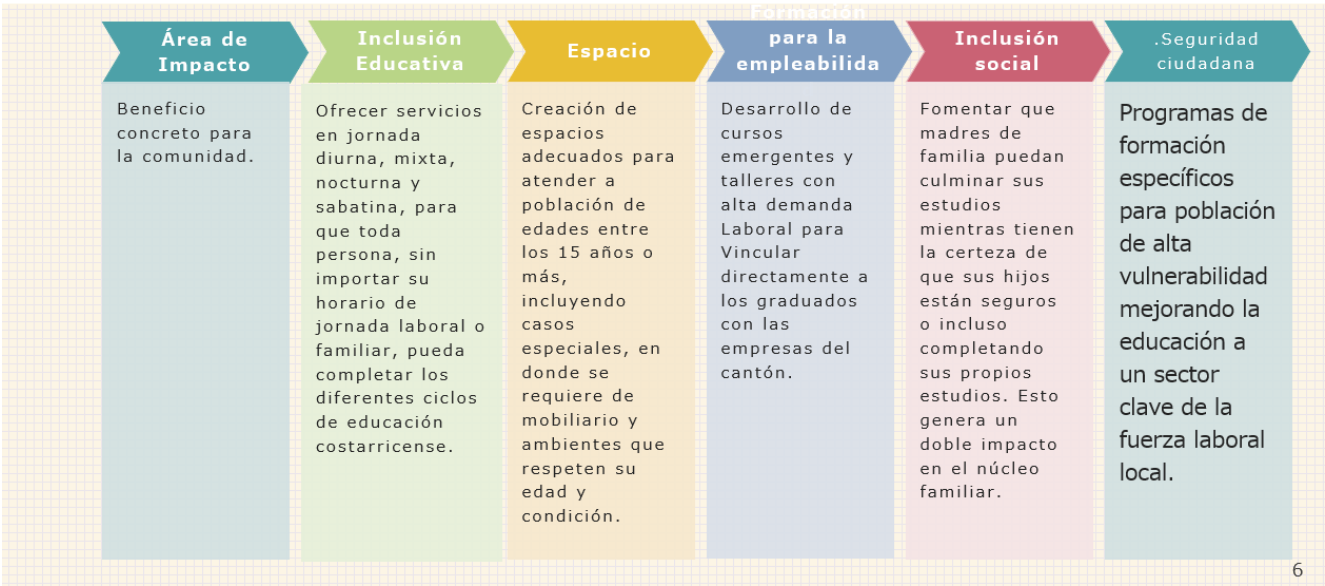 Área de
Impacto
Beneficio
concreto para
la comunidad.
Inclusión
Educativa
Ofrecer servicios
en jornada
diurna, mixta,
nocturna y
sabatina, para
que toda
persona, sin
importar su
horario de
jornada laboral o
familiar, pueda
completar los
diferentes ciclos
de educación
costarricense.
Espacio
Creación de
espacios
adecuados para
atender a
población de
edades entre
los 15 años o
más,
incluyendo
casos
especiales, en
donde se
requiere de
mobiliario y
ambientes que
respeten su
edad y
condición.
Formación
para la
empleabilida
Desarrollo de
cursos
emergentes y
talleres con
alta demanda
Laboral para
Vincular
directamente a
los graduados
con las
empresas del
cantón.
Inclusión
social
Fomentar que
madres de
familia puedan
culminar sus
estudios
mientras tienen
la certeza de
que sus hijos
están seguros
o incluso
completando
sus propios
estudios. Esto
genera un
doble impacto
en el núcleo
familiar.
.Seguridad
ciudadana
Programas de
formación
específicos
para población
de alta
vulnerabilidad
mejorando la
educación a
un sector
clave de la
fuerza laboral
local.
6